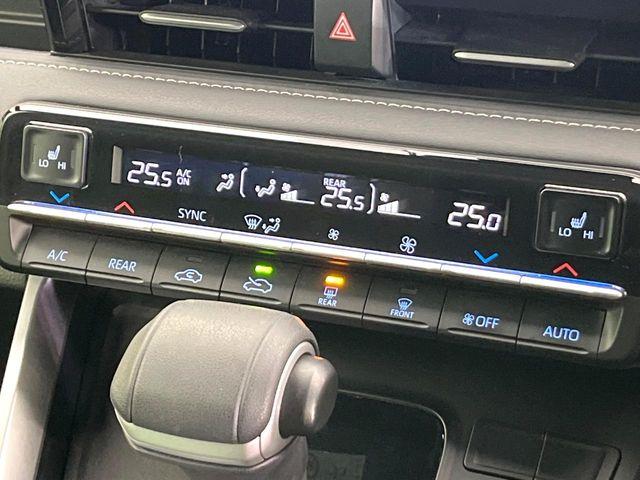 LO HI
25.5 A/C ON
REAR
25.5
25.0
LO HI
SYNC
A/C
REAR
REAR
FRONT
OFF
AUTO